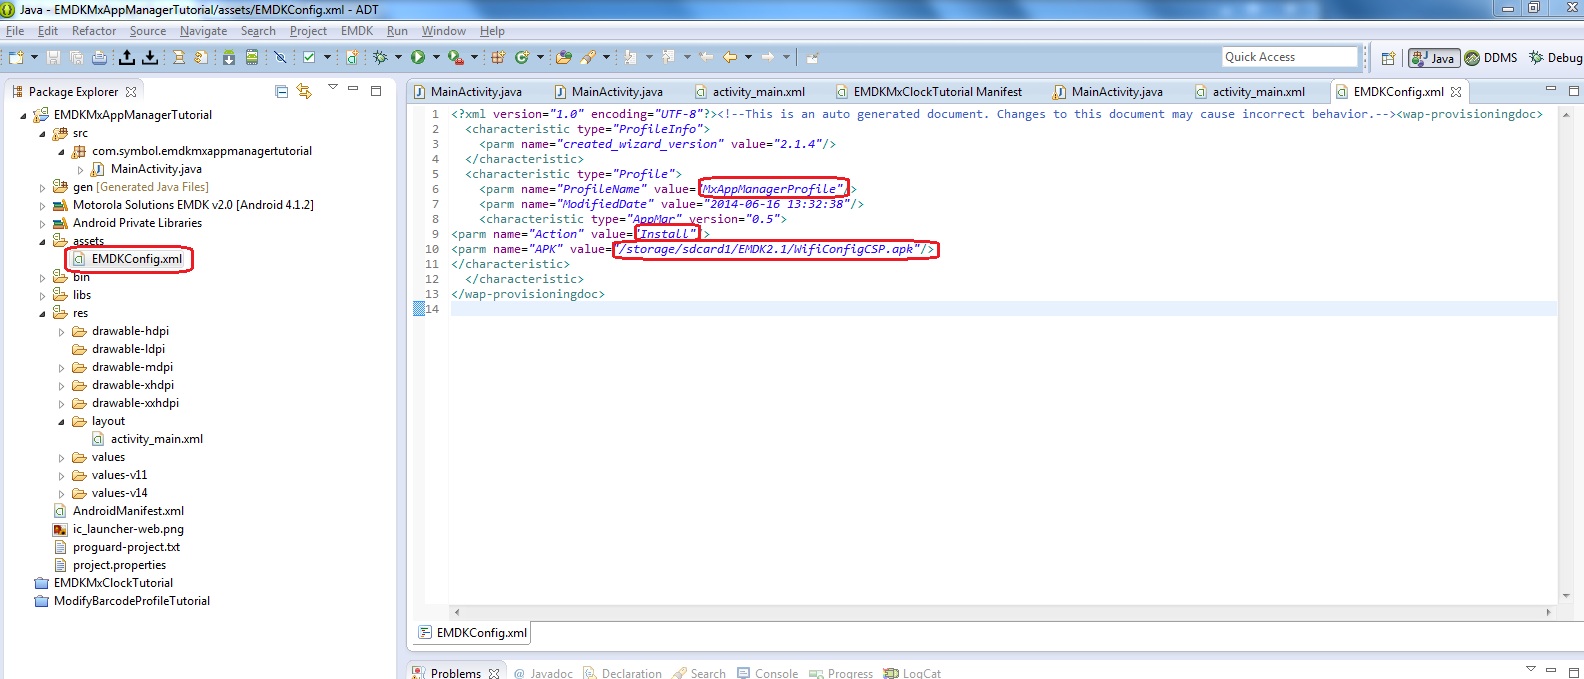 Java - EMDKMxAppManagerTutorial/assets/EMDKConfig.xml - ADT
File Edit Refactor Source Navigate Search Project EMDK Run Window Help
Quick Access
Java DDMS Debug
Package Explorer
EMDKMxAppManagerTutorial
src
com.symbol.emdkmxappmanagertutorial
MainActivity.java
gen [Generated Java Files]
Motorola Solutions EMDK v2.0 [Android 4.1.2]
Android Private Libraries
assets
EMDKConfig.xml
bin
libs
res
drawable-hdpi
drawable-ldpi
drawable-mdpi
drawable-xhdpi
drawable-xxhdpi
layout
activity_main.xml
values
values-v11
values-v14
AndroidManifest.xml
ic_launcher-web.png
proguard-project.txt
project.properties
EMDKMxClockTutorial
ModifyBarcodeProfileTutorial
MainActivity.java MainActivity.java activity_main.xml EMDKMxClockTutorial Manifest MainActivity.java activity_main.xml EMDKConfig.xml
1 <?xml version="1.0" encoding="UTF-8"?><!--This is an auto generated document. Changes to this document may cause incorrect behavior.--><wap-provisioningdoc>
2 <characteristic type="ProfileInfo">
3 <parm name="created_wizard_version" value="2.1.4"/>
4 </characteristic>
5 <characteristic type="Profile">
6 <parm name="ProfileName" value="MxAppManagerProfile"/>
7 <parm name="ModifiedDate" value="2014-06-16 13:32:38"/>
8 <characteristic type="AppMgr" version="0.5">
9 <parm name="Action" value="Install"/>
10 <parm name="APK" value="/storage/sdcard1/EMDK2.1/WifiConfigCSP.apk"/>
11 </characteristic>
12 </characteristic>
13 </wap-provisioningdoc>
14
EMDKConfig.xml
Problems @ Javadoc Declaration Search Console Progress LogCat